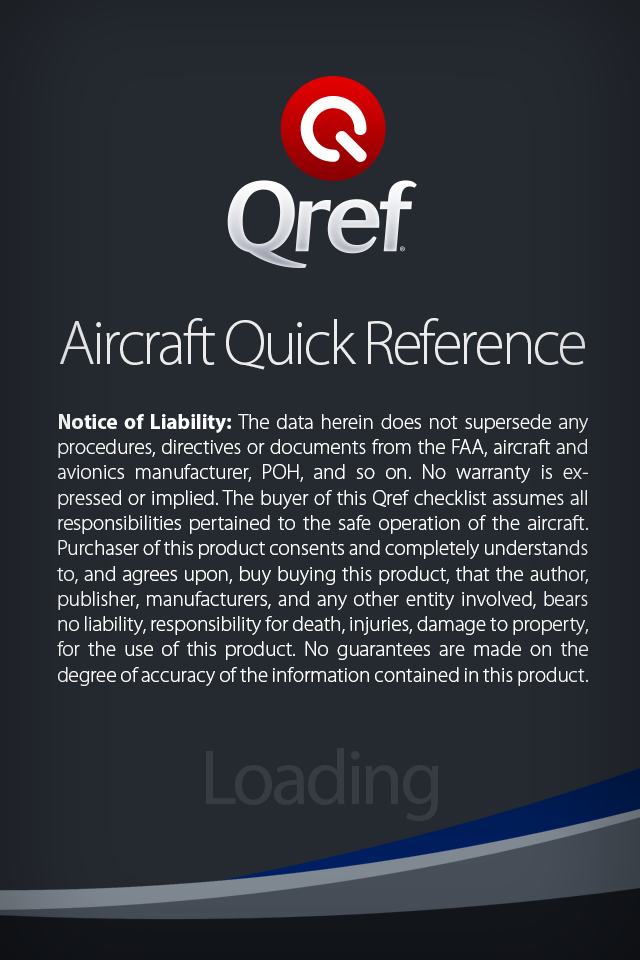 Qref®
Aircraft Quick Reference
Notice of Liability: The data herein does not supersede any
procedures, directives or documents from the FAA, aircraft and
avionics manufacturer, POH, and so on. No warranty is ex-
pressed or implied. The buyer of this Qref checklist assumes all
responsibilities pertained to the safe operation of the aircraft.
Purchaser of this product consents and completely understands
to, and agrees upon, buy buying this product, that the author,
publisher, manufacturers, and any other entity involved, bears
no liability, responsibility for death, injuries, damage to property,
for the use of this product. No guarantees are made on the
degree of accuracy of the information contained in this product.
Loading